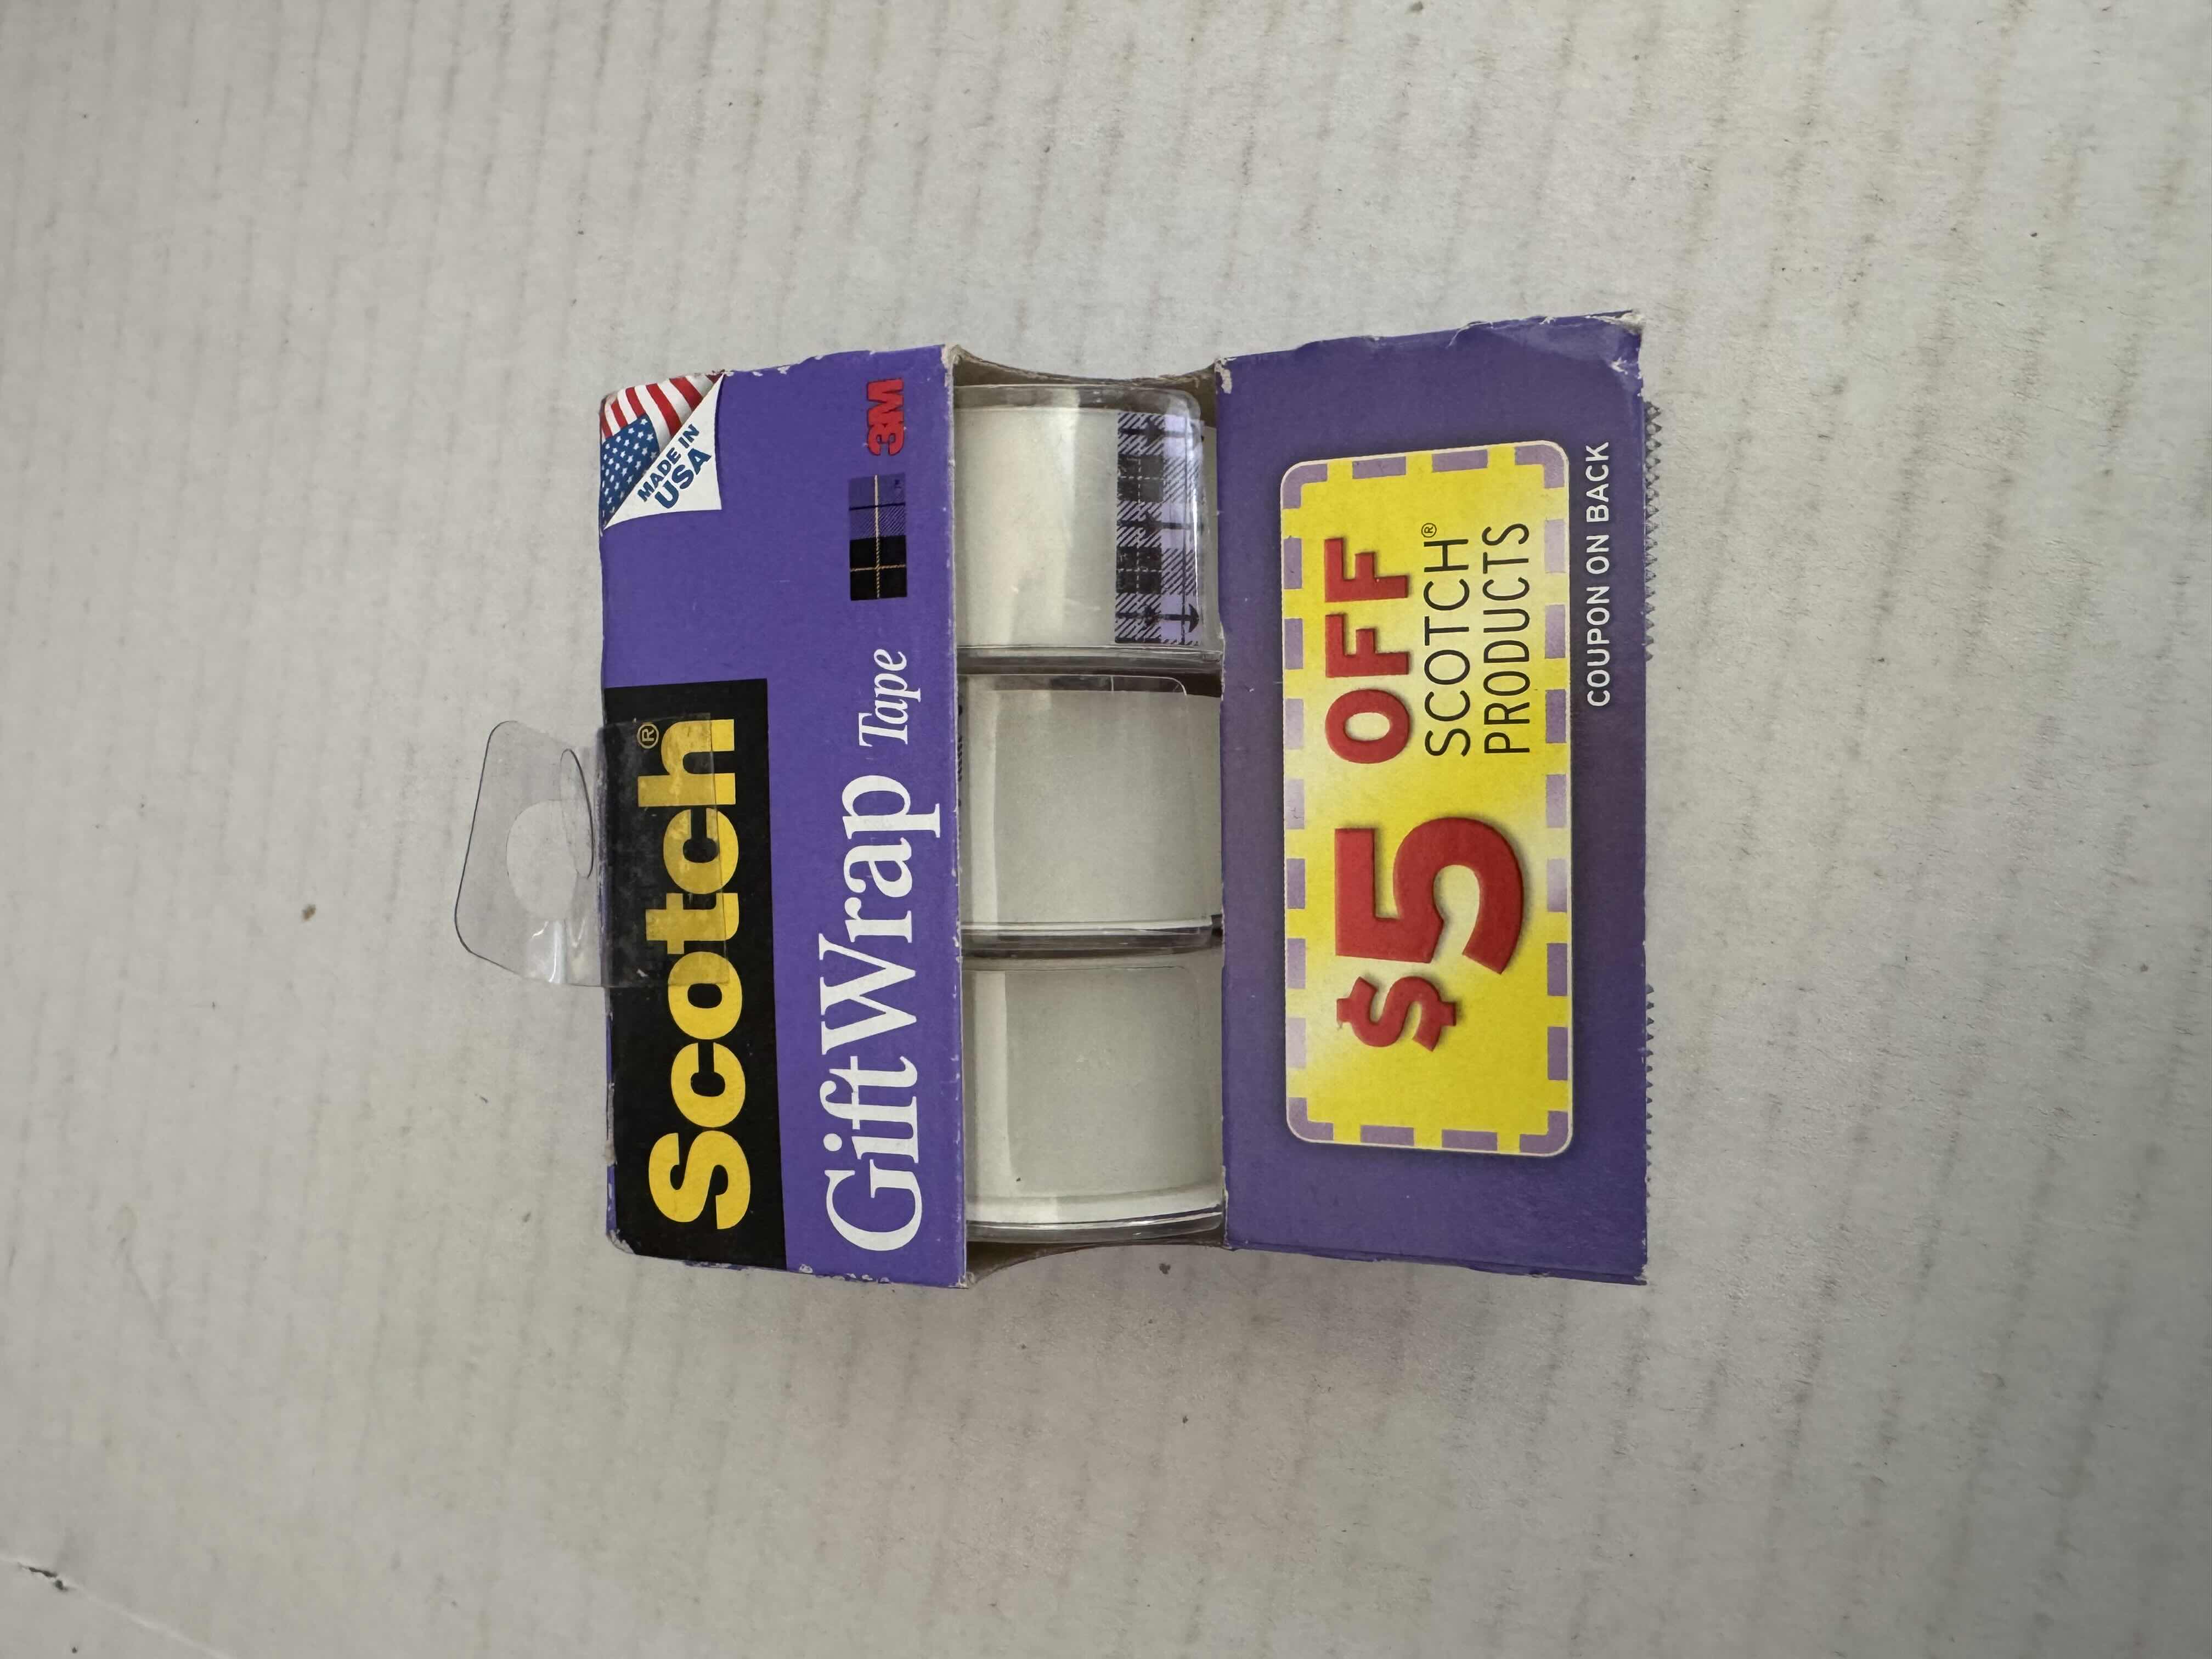 Scotch®
MADE IN
USA
GiftWrap Tape
3M
$5 OFF
SCOTCH®
PRODUCTS
COUPON ON BACK